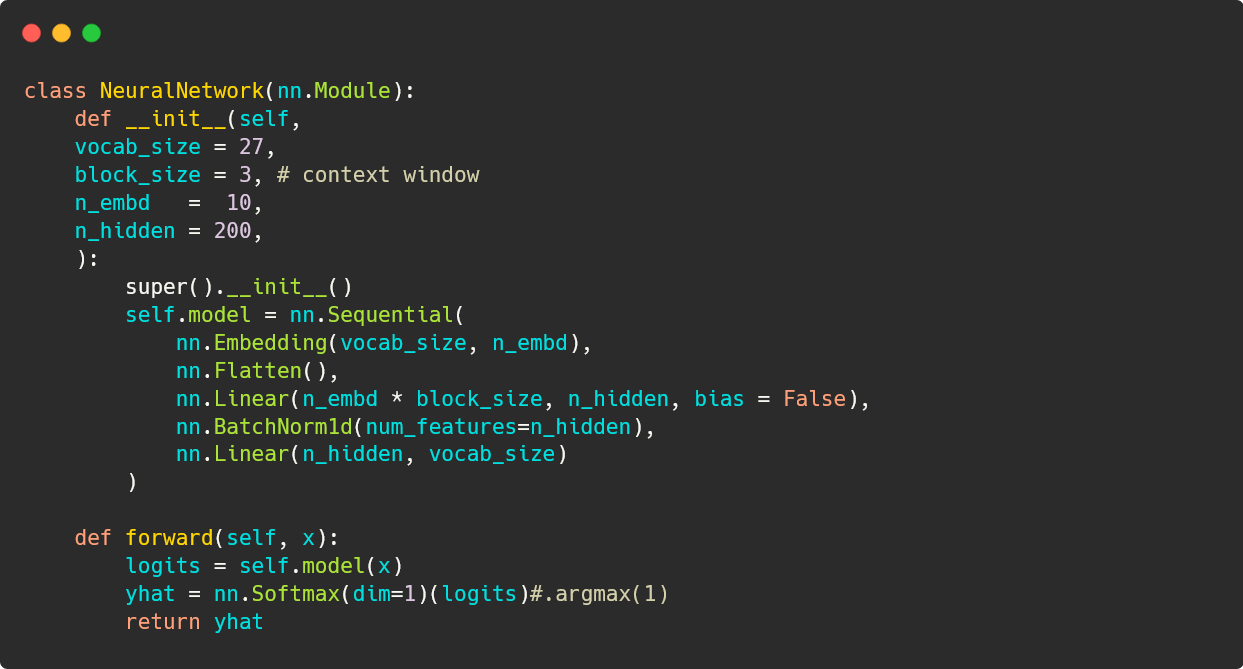 class NeuralNetwork(nn.Module):
    def __init__(self,
    vocab_size = 27,
    block_size = 3, # context window
    n_embd   =  10,
    n_hidden = 200,
    ):
        super().__init__()
        self.model = nn.Sequential(
            nn.Embedding(vocab_size, n_embd),
            nn.Flatten(),
            nn.Linear(n_embd * block_size, n_hidden, bias = False),
            nn.BatchNorm1d(num_features=n_hidden),
            nn.Linear(n_hidden, vocab_size)
        )

    def forward(self, x):
        logits = self.model(x)
        yhat = nn.Softmax(dim=1)(logits)#.argmax(1)
        return yhat